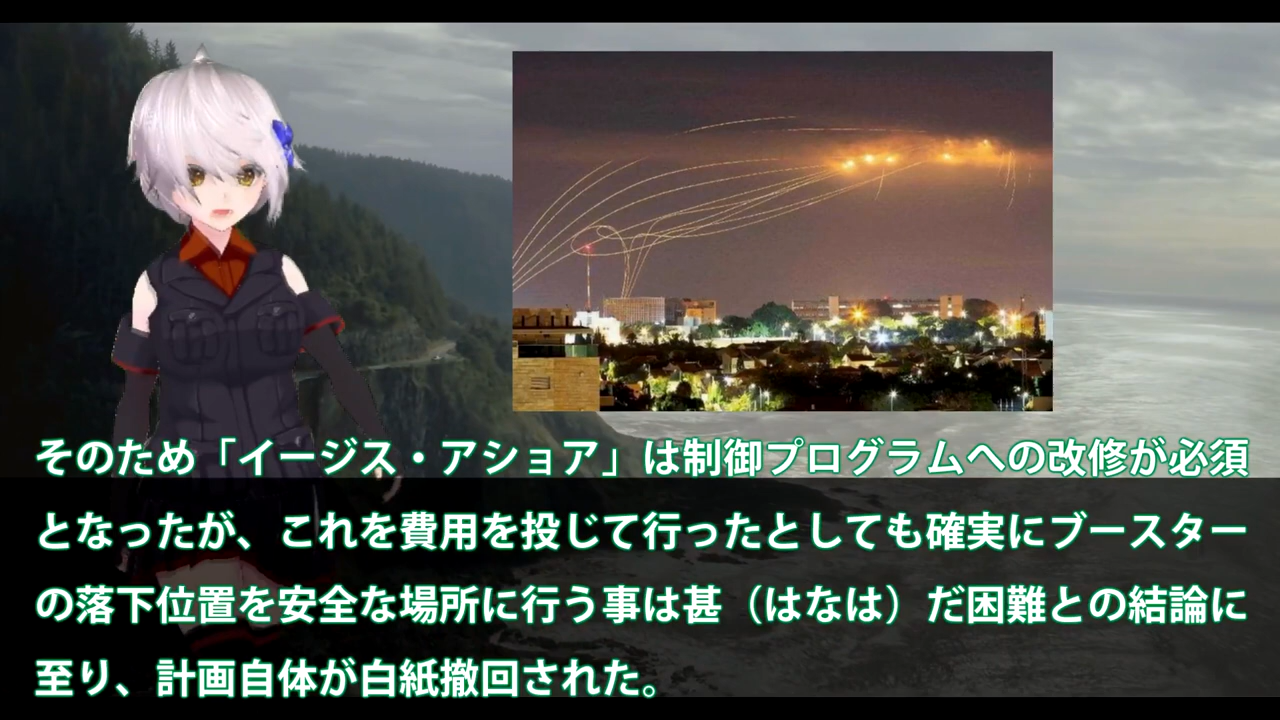 そのため「イージス・アショア」は制御プログラムへの改修が必須
となったが、これを費用を投じて行ったとしても確実にブースター
の落下位置を安全な場所に行う事は甚（はなは）だ困難との結論に
至り、計画自体が白紙撤回された。